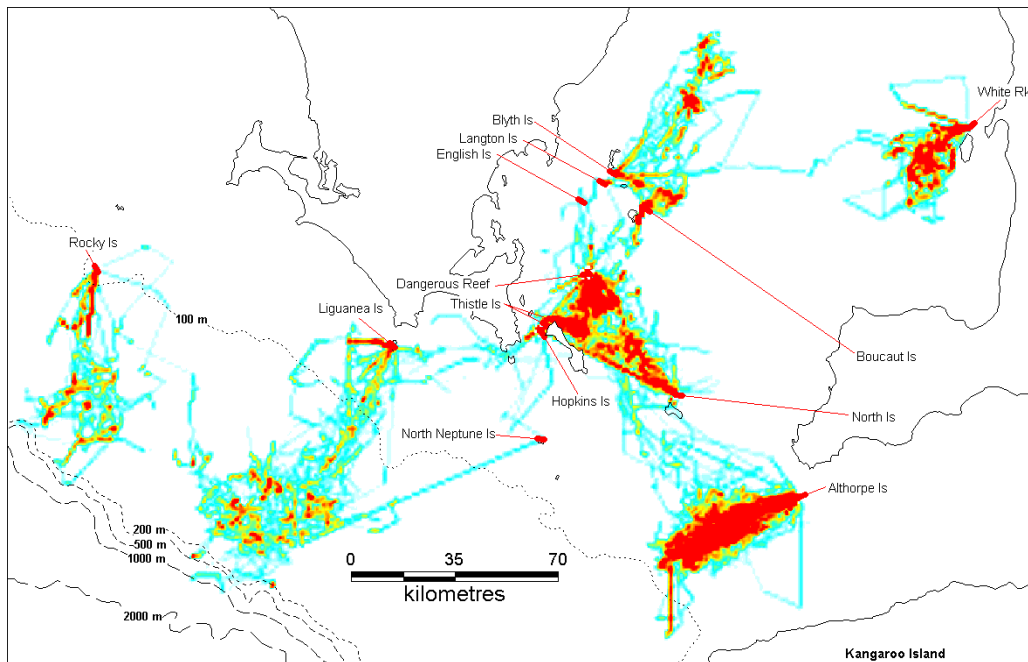 White Rk
Blyth Is
Langton Is
English Is
Rocky Is
Dangerous Reef
Thistle Is
Liguanea Is
100 m
Boucaut Is
Hopkins Is
North Is
North Neptune Is
Althorpe Is
200 m
500 m
1000 m
0 35 70
kilometres
2000 m
Kangaroo Island